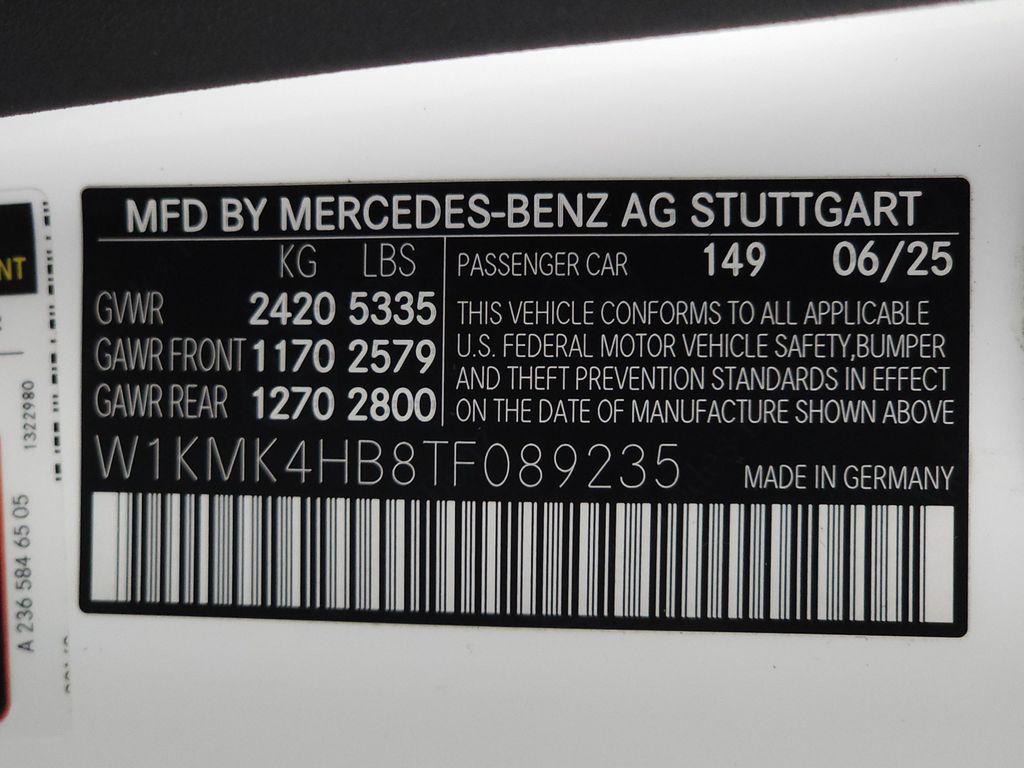 MFD BY MERCEDES-BENZ AG STUTTGART
KG LBS
GVWR 2420 5335
GAWR FRONT 1170 2579
GAWR REAR 1270 2800
PASSENGER CAR 149 06/25
THIS VEHICLE CONFORMS TO ALL APPLICABLE
U.S. FEDERAL MOTOR VEHICLE SAFETY,BUMPER
AND THEFT PREVENTION STANDARDS IN EFFECT
ON THE DATE OF MANUFACTURE SHOWN ABOVE
W1KMK4HB8TF089235 MADE IN GERMANY
NT
1322980
A 236 584 65 05